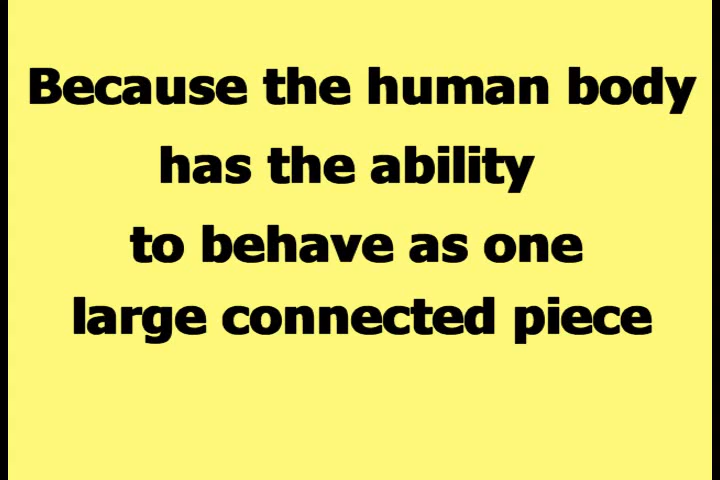 Because the human body
has the ability
to behave as one
large connected piece